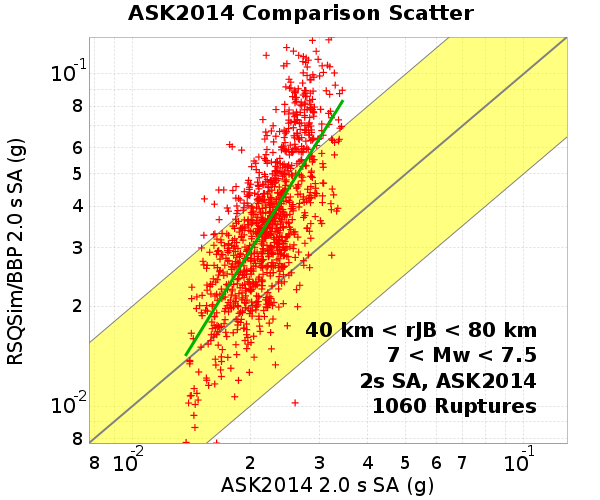 ASK2014 Comparison Scatter
RSQSim/BBP 2.0 s SA (g)
10^-1
8
6
5
4
3
2
10^-2
8
40 km < rJB < 80 km
7 < Mw < 7.5
2s SA, ASK2014
1060 Ruptures
8 10^-2 2 3 4 5 6 7 10^-1
ASK2014 2.0 s SA (g)